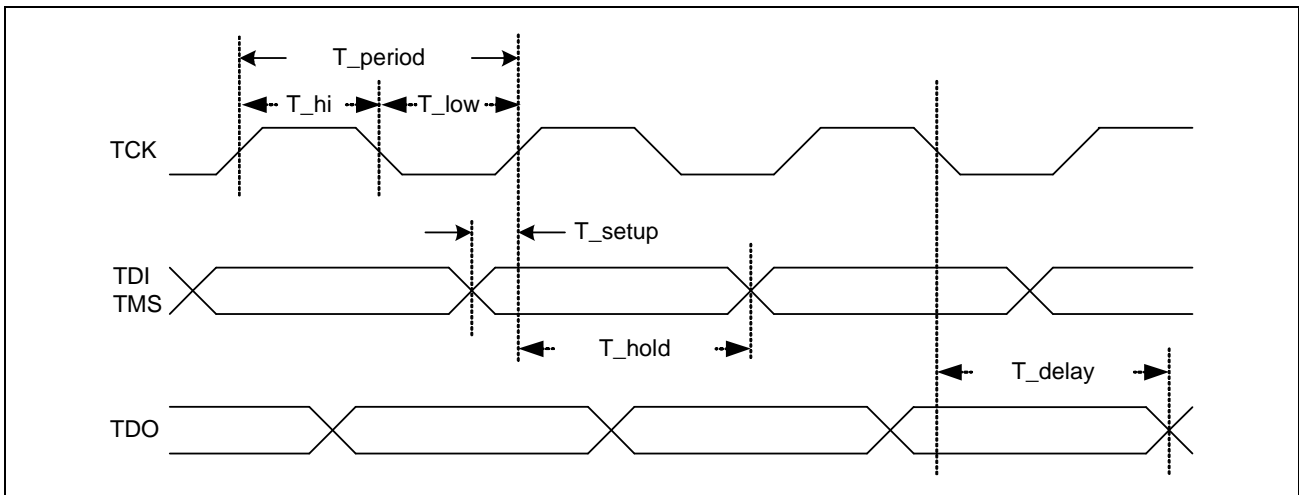 T_period
T_hi
T_low
TCK
T_setup
TDI
TMS
T_hold
T_delay
TDO